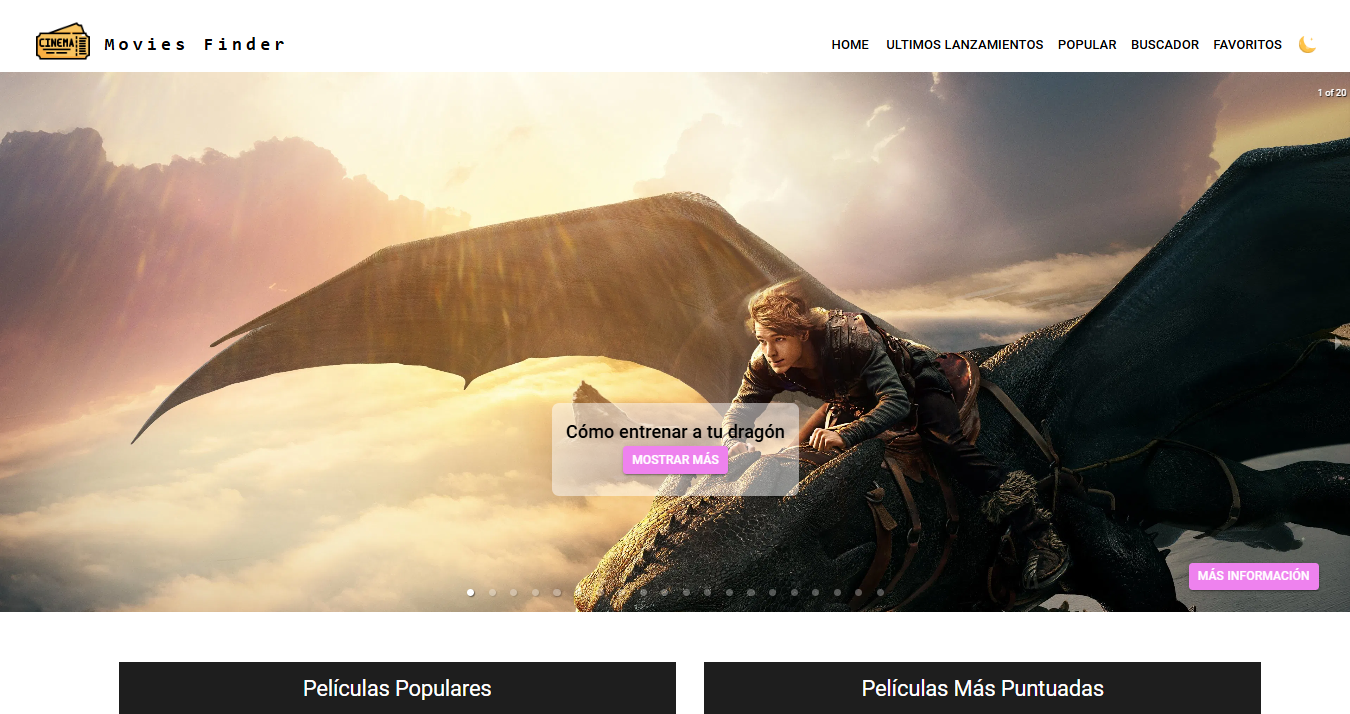 CINEMA
Movies Finder
HOME ULTIMOS LANZAMIENTOS POPULAR BUSCADOR FAVORITOS
1 of 20
Cómo entrenar a tu dragón
MOSTRAR MÁS
MÁS INFORMACIÓN
Películas Populares
Películas Más Puntuadas